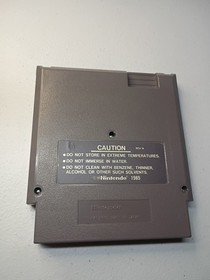 CAUTION
●DO NOT STORE IN EXTREME TEMPERATURES.
●DO NOT IMMERSE IN WATER.
●DO NOT CLEAN WITH BENZENE, THINNER,
ALCOHOL OR OTHER SUCH SOLVENTS.
©Nintendo 1985